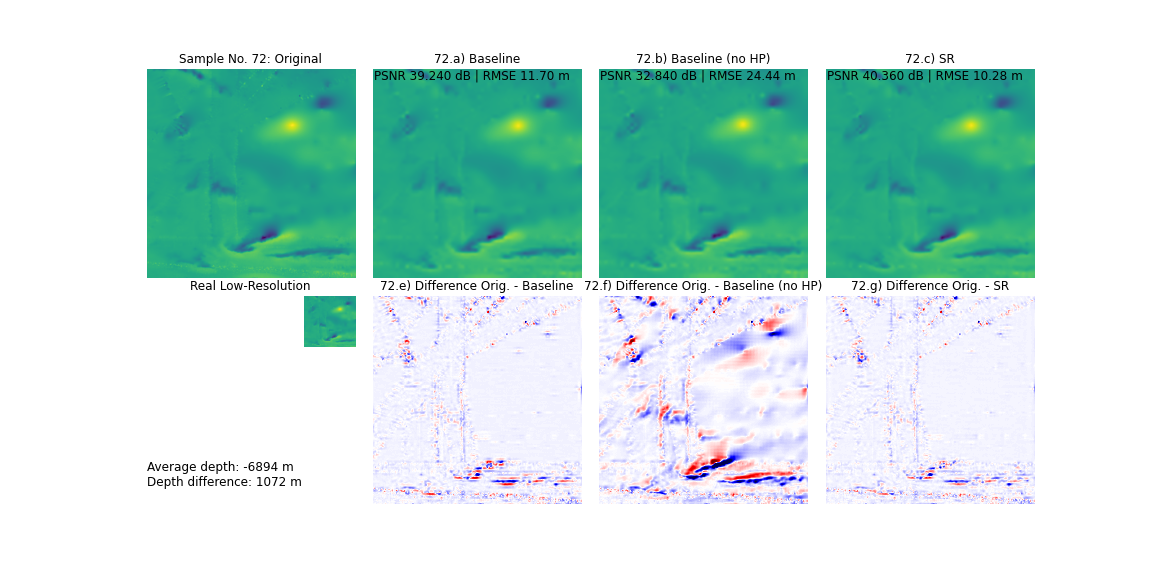 Sample No. 72: Original
72.a) Baseline
72.b) Baseline (no HP)
72.c) SR
PSNR 39.240 dB | RMSE 11.70 m
PSNR 32.840 dB | RMSE 24.44 m
PSNR 40.360 dB | RMSE 10.28 m
Real Low-Resolution
72.e) Difference Orig. - Baseline
72.f) Difference Orig. - Baseline (no HP)
72.g) Difference Orig. - SR
Average depth: -6894 m
Depth difference: 1072 m